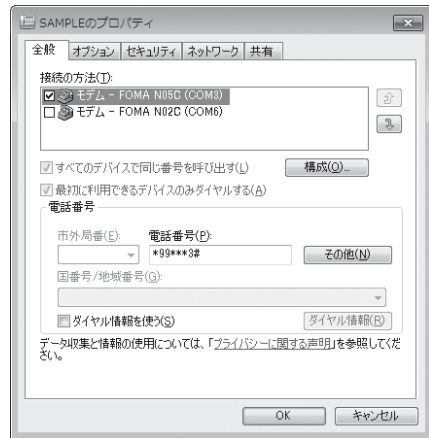 SAMPLEのプロパティ
全般 オプション セキュリティ ネットワーク 共有
接続の方法(T):
モデム - FOMA N05C (COM3)
モデム - FOMA N02C (COM6)
すべてのデバイスで同じ番号を呼び出す(L) 構成(O)...
最初に利用できるデバイスのみダイヤルする(A)
電話番号
市外局番(E): 電話番号(P):
*99***3# その他(N)
国番号/地域番号(G):
ダイヤル情報を使う(S) ダイヤル情報(R)
データ収集と情報の使用については、「プライバシーに関する声明」を参照してくだ
さい。
OK キャンセル